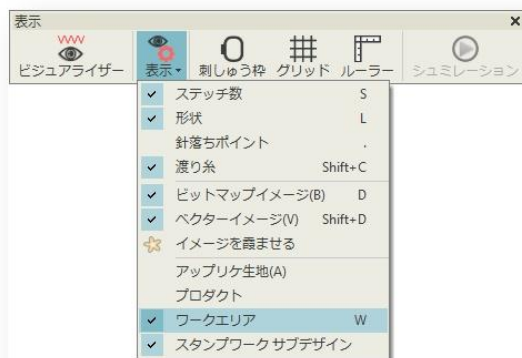 表示
ビジュアライザー 表示 刺しゅう枠 グリッド ルーラー シュミレーション
ステッチ数 S
形状 L
針落ちポイント .
渡り糸 Shift+C
ビットマップイメージ(B) D
ベクターイメージ(V) Shift+D
イメージを霞ませる
アップリケ生地(A)
プロダクト
ワークエリア W
スタンプワーク サブデザイン